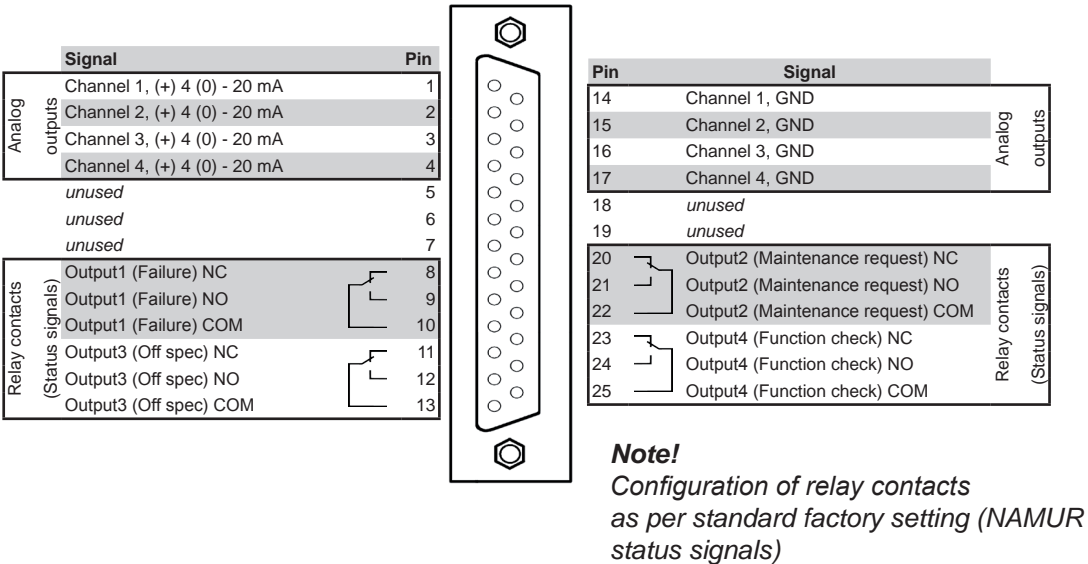 Signal Pin
Analog outputs
Channel 1, (+) 4 (0) - 20 mA 1
Channel 2, (+) 4 (0) - 20 mA 2
Channel 3, (+) 4 (0) - 20 mA 3
Channel 4, (+) 4 (0) - 20 mA 4
unused 5
unused 6
unused 7
Relay contacts (Status signals)
Output1 (Failure) NC 8
Output1 (Failure) NO 9
Output1 (Failure) COM 10
Output3 (Off spec) NC 11
Output3 (Off spec) NO 12
Output3 (Off spec) COM 13
Pin Signal
14 Channel 1, GND
15 Channel 2, GND
16 Channel 3, GND
17 Channel 4, GND
Analog outputs
18 unused
19 unused
20 Output2 (Maintenance request) NC
21 Output2 (Maintenance request) NO
22 Output2 (Maintenance request) COM
23 Output4 (Function check) NC
24 Output4 (Function check) NO
25 Output4 (Function check) COM
Relay contacts (Status signals)
Note!
Configuration of relay contacts
as per standard factory setting (NAMUR
status signals)